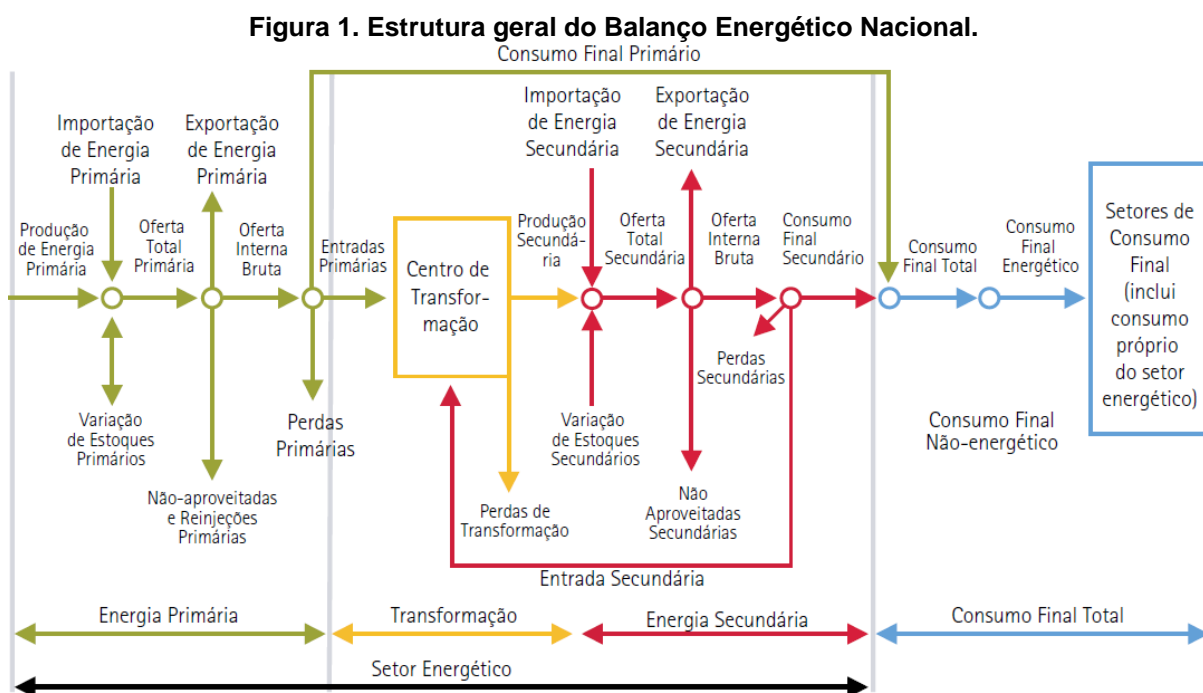 Figura 1. Estrutura geral do Balanço Energético Nacional.
Consumo Final Primário
Importação
de Energia
Primária
Exportação
de Energia
Primária
Importação
de Energia
Secundária
Exportação
de Energia
Secundária
Produção
de Energia
Primária
Oferta
Total
Primária
Oferta
Interna
Bruta
Entradas
Primárias
Centro de
Transfor-
mação
Produção
Secundá-
ria
Oferta
Total
Secundária
Oferta
Interna
Bruta
Consumo
Final
Secundário
Consumo
Final Total
Consumo
Final
Energético
Setores de
Consumo
Final
(inclui
consumo
próprio
do setor
energético)
Variação
de Estoques
Primários
Perdas
Primárias
Não-aproveitadas
e Reinjeções
Primárias
Perdas de
Transformação
Variação
de Estoques
Secundários
Perdas
Secundárias
Não
Aproveitadas
Secundárias
Consumo Final
Não-energético
Entrada Secundária
Energia Primária
Transformação
Energia Secundária
Consumo Final Total
Setor Energético